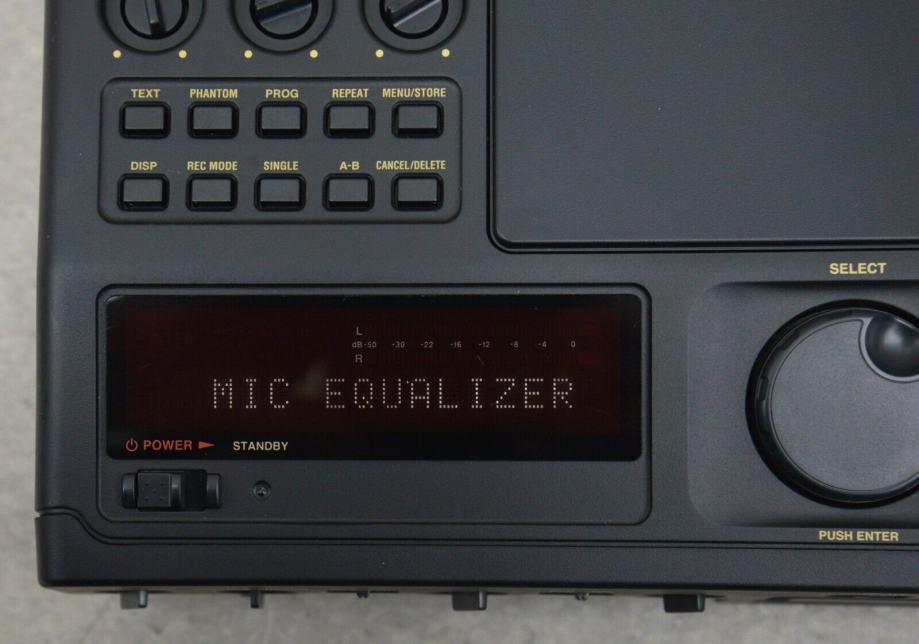 TEXT PHANTOM PROG REPEAT MENU/STORE
DISP REC MODE SINGLE A-B CANCEL/DELETE
SELECT
L
dB -50 -30 -22 -16 -12 -8 -4 0
R
MIC EQUALIZER
POWER STANDBY
PUSH ENTER